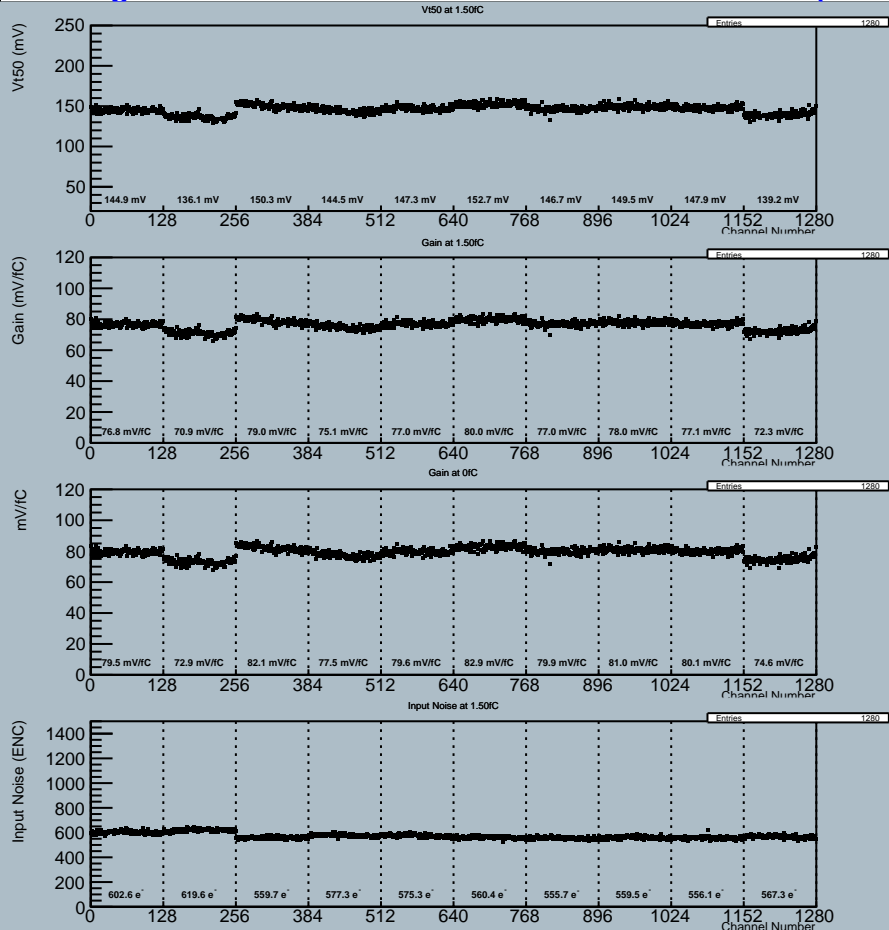 Vt50 at 1.50fC
Entries 1280
Vt50 (mV)
250
200
150
100
50
144.9 mV 136.1 mV 150.3 mV 144.5 mV 147.3 mV 152.7 mV 146.7 mV 149.5 mV 147.9 mV 139.2 mV
0 128 256 384 512 640 768 896 1024 1152 1280
Channel Number
Gain at 1.50fC
Entries 1280
Gain (mV/fC)
120
100
80
60
40
20
0
76.8 mV/fC 70.9 mV/fC 79.0 mV/fC 75.1 mV/fC 77.0 mV/fC 80.0 mV/fC 77.0 mV/fC 78.0 mV/fC 77.1 mV/fC 72.3 mV/fC
0 128 256 384 512 640 768 896 1024 1152 1280
Channel Number
Gain at 0fC
Entries 1280
mV/fC
120
100
80
60
40
20
0
79.5 mV/fC 72.9 mV/fC 82.1 mV/fC 77.5 mV/fC 79.6 mV/fC 82.9 mV/fC 79.9 mV/fC 81.0 mV/fC 80.1 mV/fC 74.6 mV/fC
0 128 256 384 512 640 768 896 1024 1152 1280
Channel Number
Input Noise at 1.50fC
Entries 1280
Input Noise (ENC)
1400
1200
1000
800
600
400
200
0
602.6 e⁻ 619.6 e⁻ 559.7 e⁻ 577.3 e⁻ 575.3 e⁻ 560.4 e⁻ 555.7 e⁻ 559.5 e⁻ 556.1 e⁻ 567.3 e⁻
0 128 256 384 512 640 768 896 1024 1152 1280
Channel Number